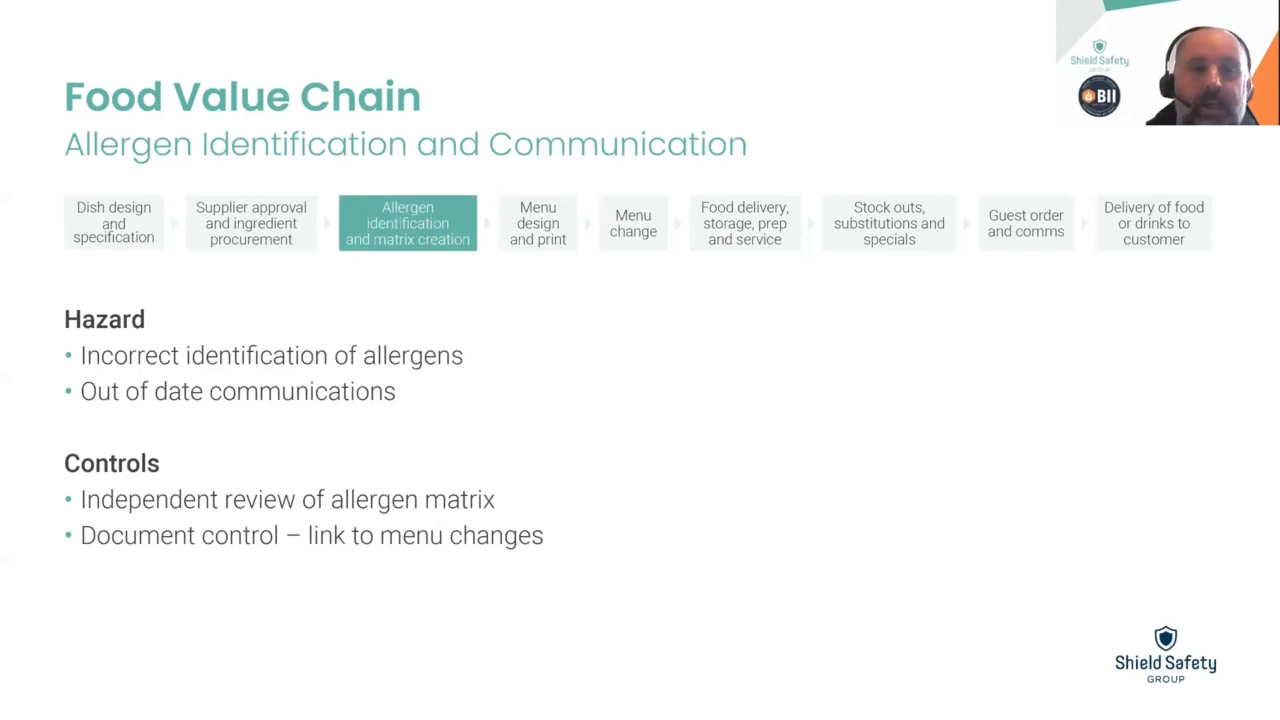 Food Value Chain
Allergen Identification and Communication
Shield Safety
GROUP
BII
Dish design
and
specification
Supplier approval
and ingredient
procurement
Allergen
identification
and matrix creation
Menu
design
and print
Menu
change
Food delivery,
storage, prep
and service
Stock outs,
substitutions and
specials
Guest order
and comms
Delivery of food
or drinks to
customer
Hazard
• Incorrect identification of allergens
• Out of date communications
Controls
• Independent review of allergen matrix
• Document control – link to menu changes
Shield Safety
GROUP